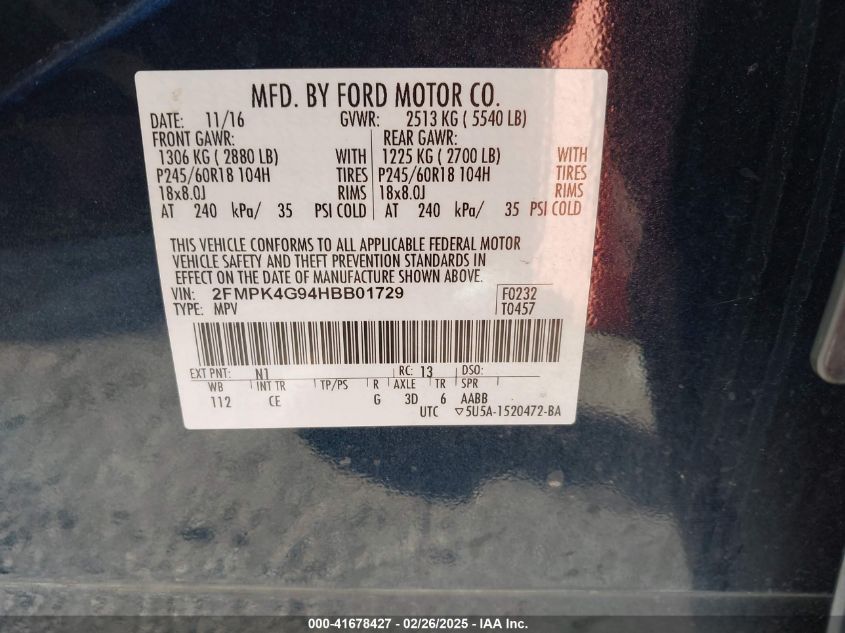 MFD. BY FORD MOTOR CO.
DATE: 11/16 GVWR: 2513 KG ( 5540 LB)
FRONT GAWR: REAR GAWR:
1306 KG ( 2880 LB) WITH 1225 KG ( 2700 LB) WITH
P245/60R18 104H TIRES P245/60R18 104H TIRES
18x8.0J RIMS 18x8.0J RIMS
AT 240 kPa/ 35 PSI COLD AT 240 kPa/ 35 PSI COLD
THIS VEHICLE CONFORMS TO ALL APPLICABLE FEDERAL MOTOR
VEHICLE SAFETY AND THEFT PREVENTION STANDARDS IN
EFFECT ON THE DATE OF MANUFACTURE SHOWN ABOVE.
VIN: 2FMPK4G94HBB01729 F0232
TYPE: MPV T0457
EXT PNT: N1 RC: 13 DSO:
WB INT TR TP/PS R AXLE TR SPR
112 CE G 3D 6 AABB
UTC ▽5U5A-1520472-BA
000-41678427 - 02/26/2025 - IAA Inc.